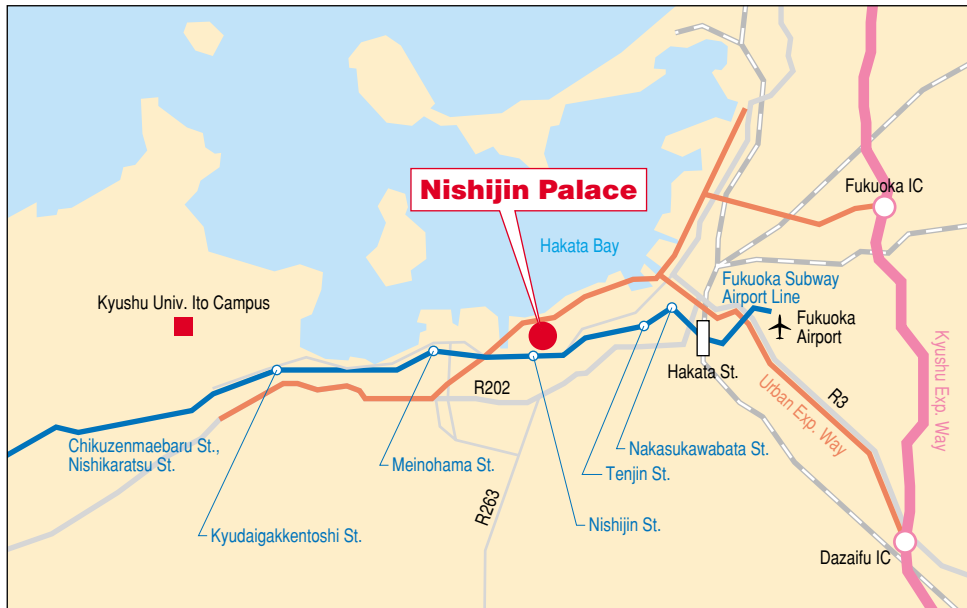 Nishijin Palace
Fukuoka IC
Hakata Bay
Fukuoka Subway
Airport Line
Kyushu Univ. Ito Campus
Fukuoka
Airport
Kyushu Exp. Way
Hakata St.
R202
Urban Exp. Way
R3
Chikuzenmaebaru St.,
Nishikaratsu St.
Meinohama St.
Nakasukawabata St.
Tenjin St.
R263
Nishijin St.
Kyudaigakkentoshi St.
Dazaifu IC